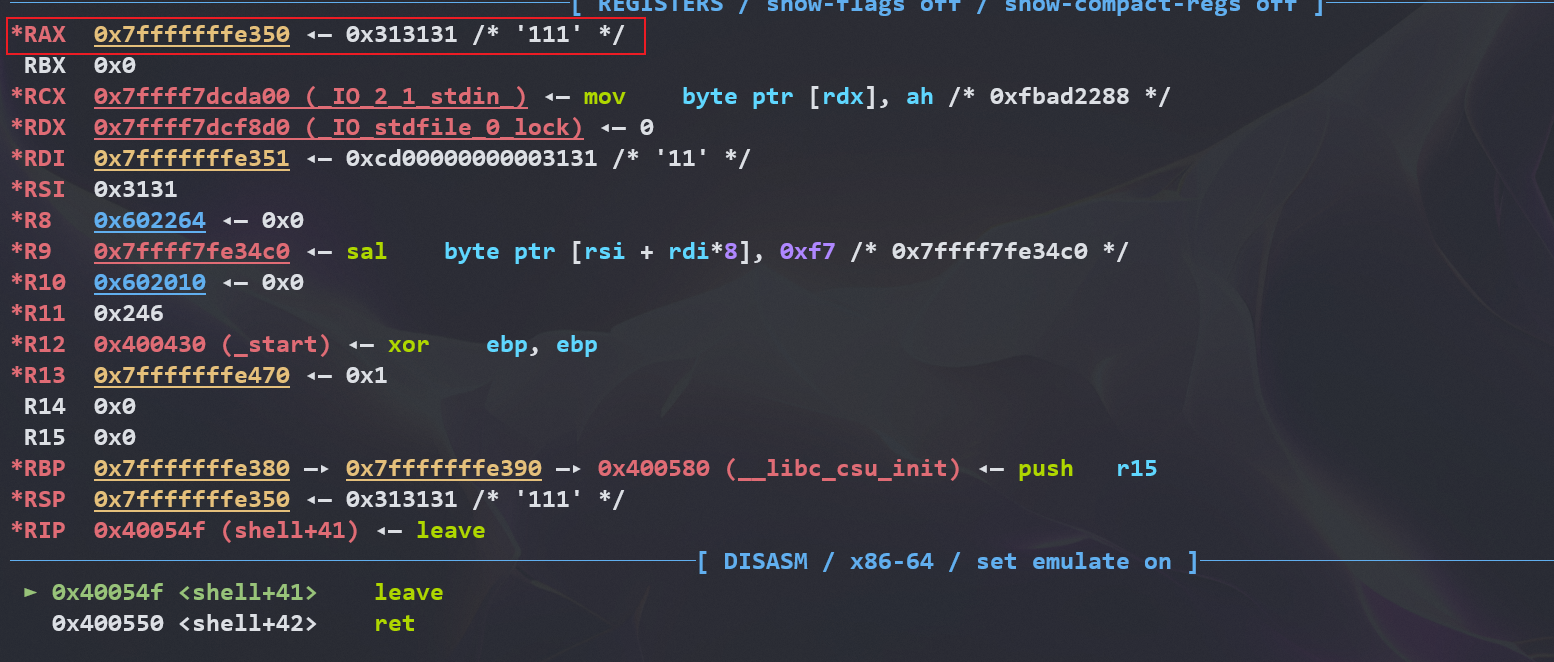 [ REGISTERS / show-flags off / show-compact-regs off ]
*RAX  0x7fffffffe350 ◂— 0x313131 /* '111' */
 RBX  0x0
*RCX  0x7ffff7dcda00 (_IO_2_1_stdin_) ◂— mov    byte ptr [rdx], ah /* 0xfbad2288 */
*RDX  0x7ffff7dcf8d0 (_IO_stdfile_0_lock) ◂— 0
*RDI  0x7fffffffe351 ◂— 0xcd00000000003131 /* '11' */
*RSI  0x3131
*R8   0x602264 ◂— 0x0
*R9   0x7ffff7fe34c0 ◂— sal    byte ptr [rsi + rdi*8], 0xf7 /* 0x7ffff7fe34c0 */
*R10  0x602010 ◂— 0x0
*R11  0x246
*R12  0x400430 (_start) ◂— xor    ebp, ebp
*R13  0x7fffffffe470 ◂— 0x1
 R14  0x0
 R15  0x0
*RBP  0x7fffffffe380 —▸ 0x7fffffffe390 —▸ 0x400580 (__libc_csu_init) ◂— push   r15
*RSP  0x7fffffffe350 ◂— 0x313131 /* '111' */
*RIP  0x40054f (shell+41) ◂— leave
[ DISASM / x86-64 / set emulate on ]
 ► 0x40054f <shell+41>    leave
   0x400550 <shell+42>    ret